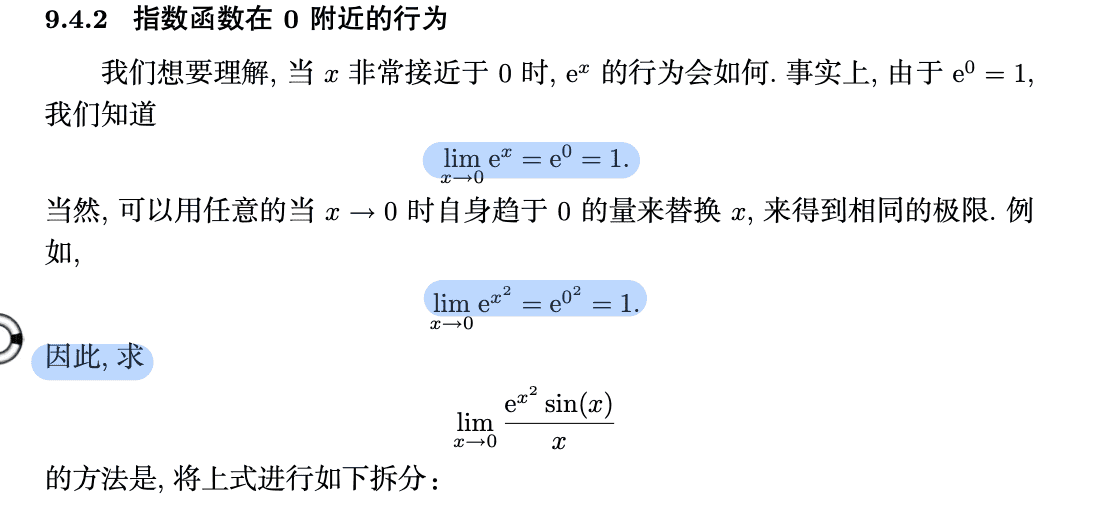 9.4.2 指数函数在 0 附近的行为
我们想要理解, 当 x 非常接近于 0 时, eˣ 的行为会如何. 事实上, 由于 e⁰ = 1,
我们知道
lim_{x→0} e^x = e^0 = 1.
当然, 可以用任意的当 x → 0 时自身趋于 0 的量来替换 x, 来得到相同的极限. 例
如,
lim_{x→0} e^{x^2} = e^{0^2} = 1.
因此, 求
lim_{x→0} \frac{e^{x^2} sin(x)}{x}
的方法是, 将上式进行如下拆分：